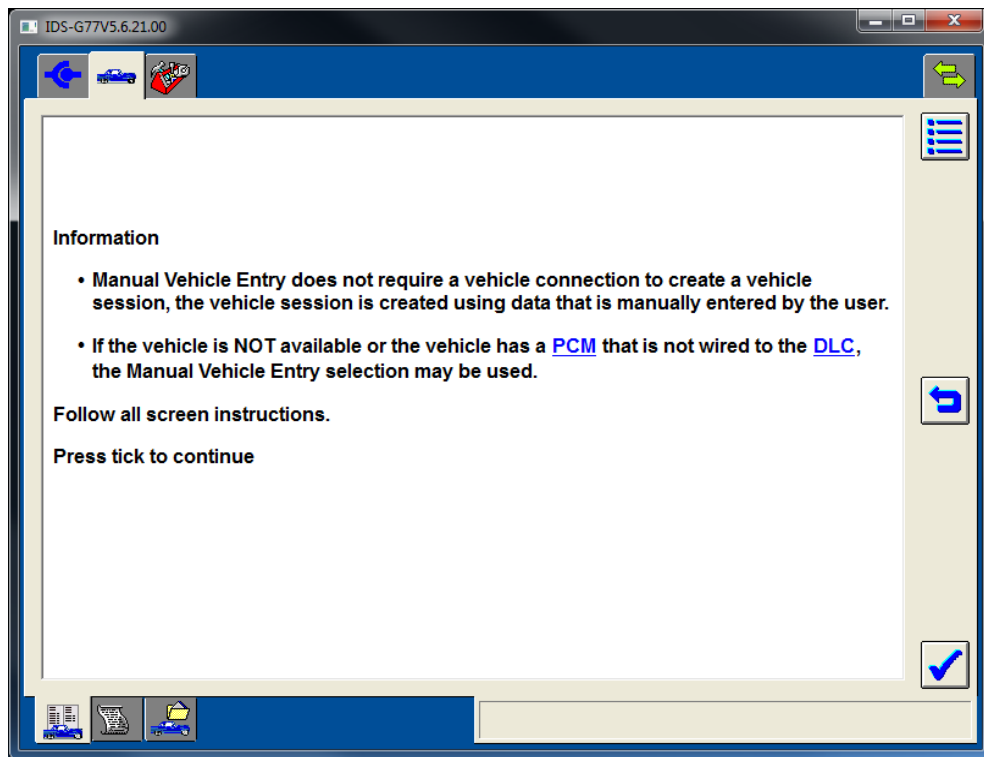 IDS-G77V5.6.21.00
Information
• Manual Vehicle Entry does not require a vehicle connection to create a vehicle
session, the vehicle session is created using data that is manually entered by the user.
• If the vehicle is NOT available or the vehicle has a PCM that is not wired to the DLC,
the Manual Vehicle Entry selection may be used.
Follow all screen instructions.
Press tick to continue